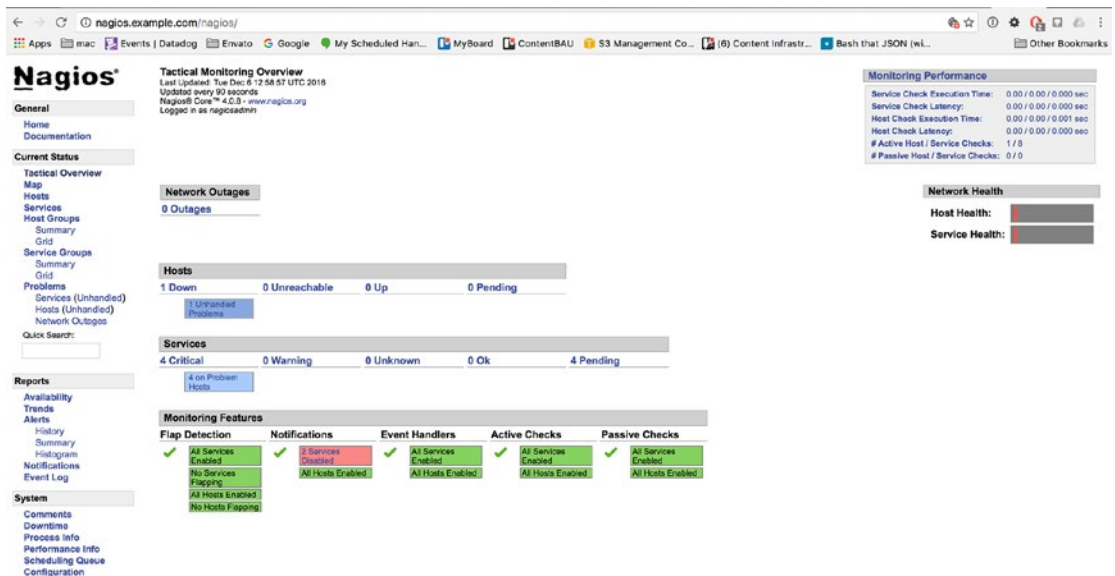 nagios.example.com/nagios/
Apps mac Events | Datadog Envato Google My Scheduled Han... MyBoard ContentBAU S3 Management Co... (6) Content Infrastr... Bash that JSON (wi... Other Bookmarks
Nagios®
General
Home
Documentation
Current Status
Tactical Overview
Map
Hosts
Services
Host Groups
Summary
Grid
Service Groups
Summary
Grid
Problems
Services (Unhandled)
Hosts (Unhandled)
Network Outages
Quick Search:
Reports
Availability
Trends
Alerts
History
Summary
Histogram
Notifications
Event Log
System
Comments
Downtime
Process Info
Performance Info
Scheduling Queue
Configuration
Tactical Monitoring Overview
Last Updated: Tue Dec 6 12:58:57 UTC 2016
Updated every 90 seconds
Nagios® Core™ 4.0.8 - www.nagios.org
Logged in as nagiosadmin
Monitoring Performance
Service Check Execution Time: 0.00 / 0.00 / 0.000 sec
Service Check Latency: 0.00 / 0.00 / 0.000 sec
Host Check Execution Time: 0.00 / 0.00 / 0.001 sec
Host Check Latency: 0.00 / 0.00 / 0.000 sec
# Active Host / Service Checks: 1 / 8
# Passive Host / Service Checks: 0 / 0
Network Outages
0 Outages
Network Health
Host Health:
Service Health:
Hosts
1 Down 0 Unreachable 0 Up 0 Pending
1 Unhandled
Problems
Services
4 Critical 0 Warning 0 Unknown 0 Ok 4 Pending
4 on Problem
Hosts
Monitoring Features
Flap Detection Notifications Event Handlers Active Checks Passive Checks
All Services
Enabled
No Services
Flapping
All Hosts Enabled
No Hosts Flapping
2 Services
Disabled
All Hosts Enabled
All Services
Enabled
All Hosts Enabled
All Services
Enabled
All Hosts Enabled
All Services
Enabled
All Hosts Enabled